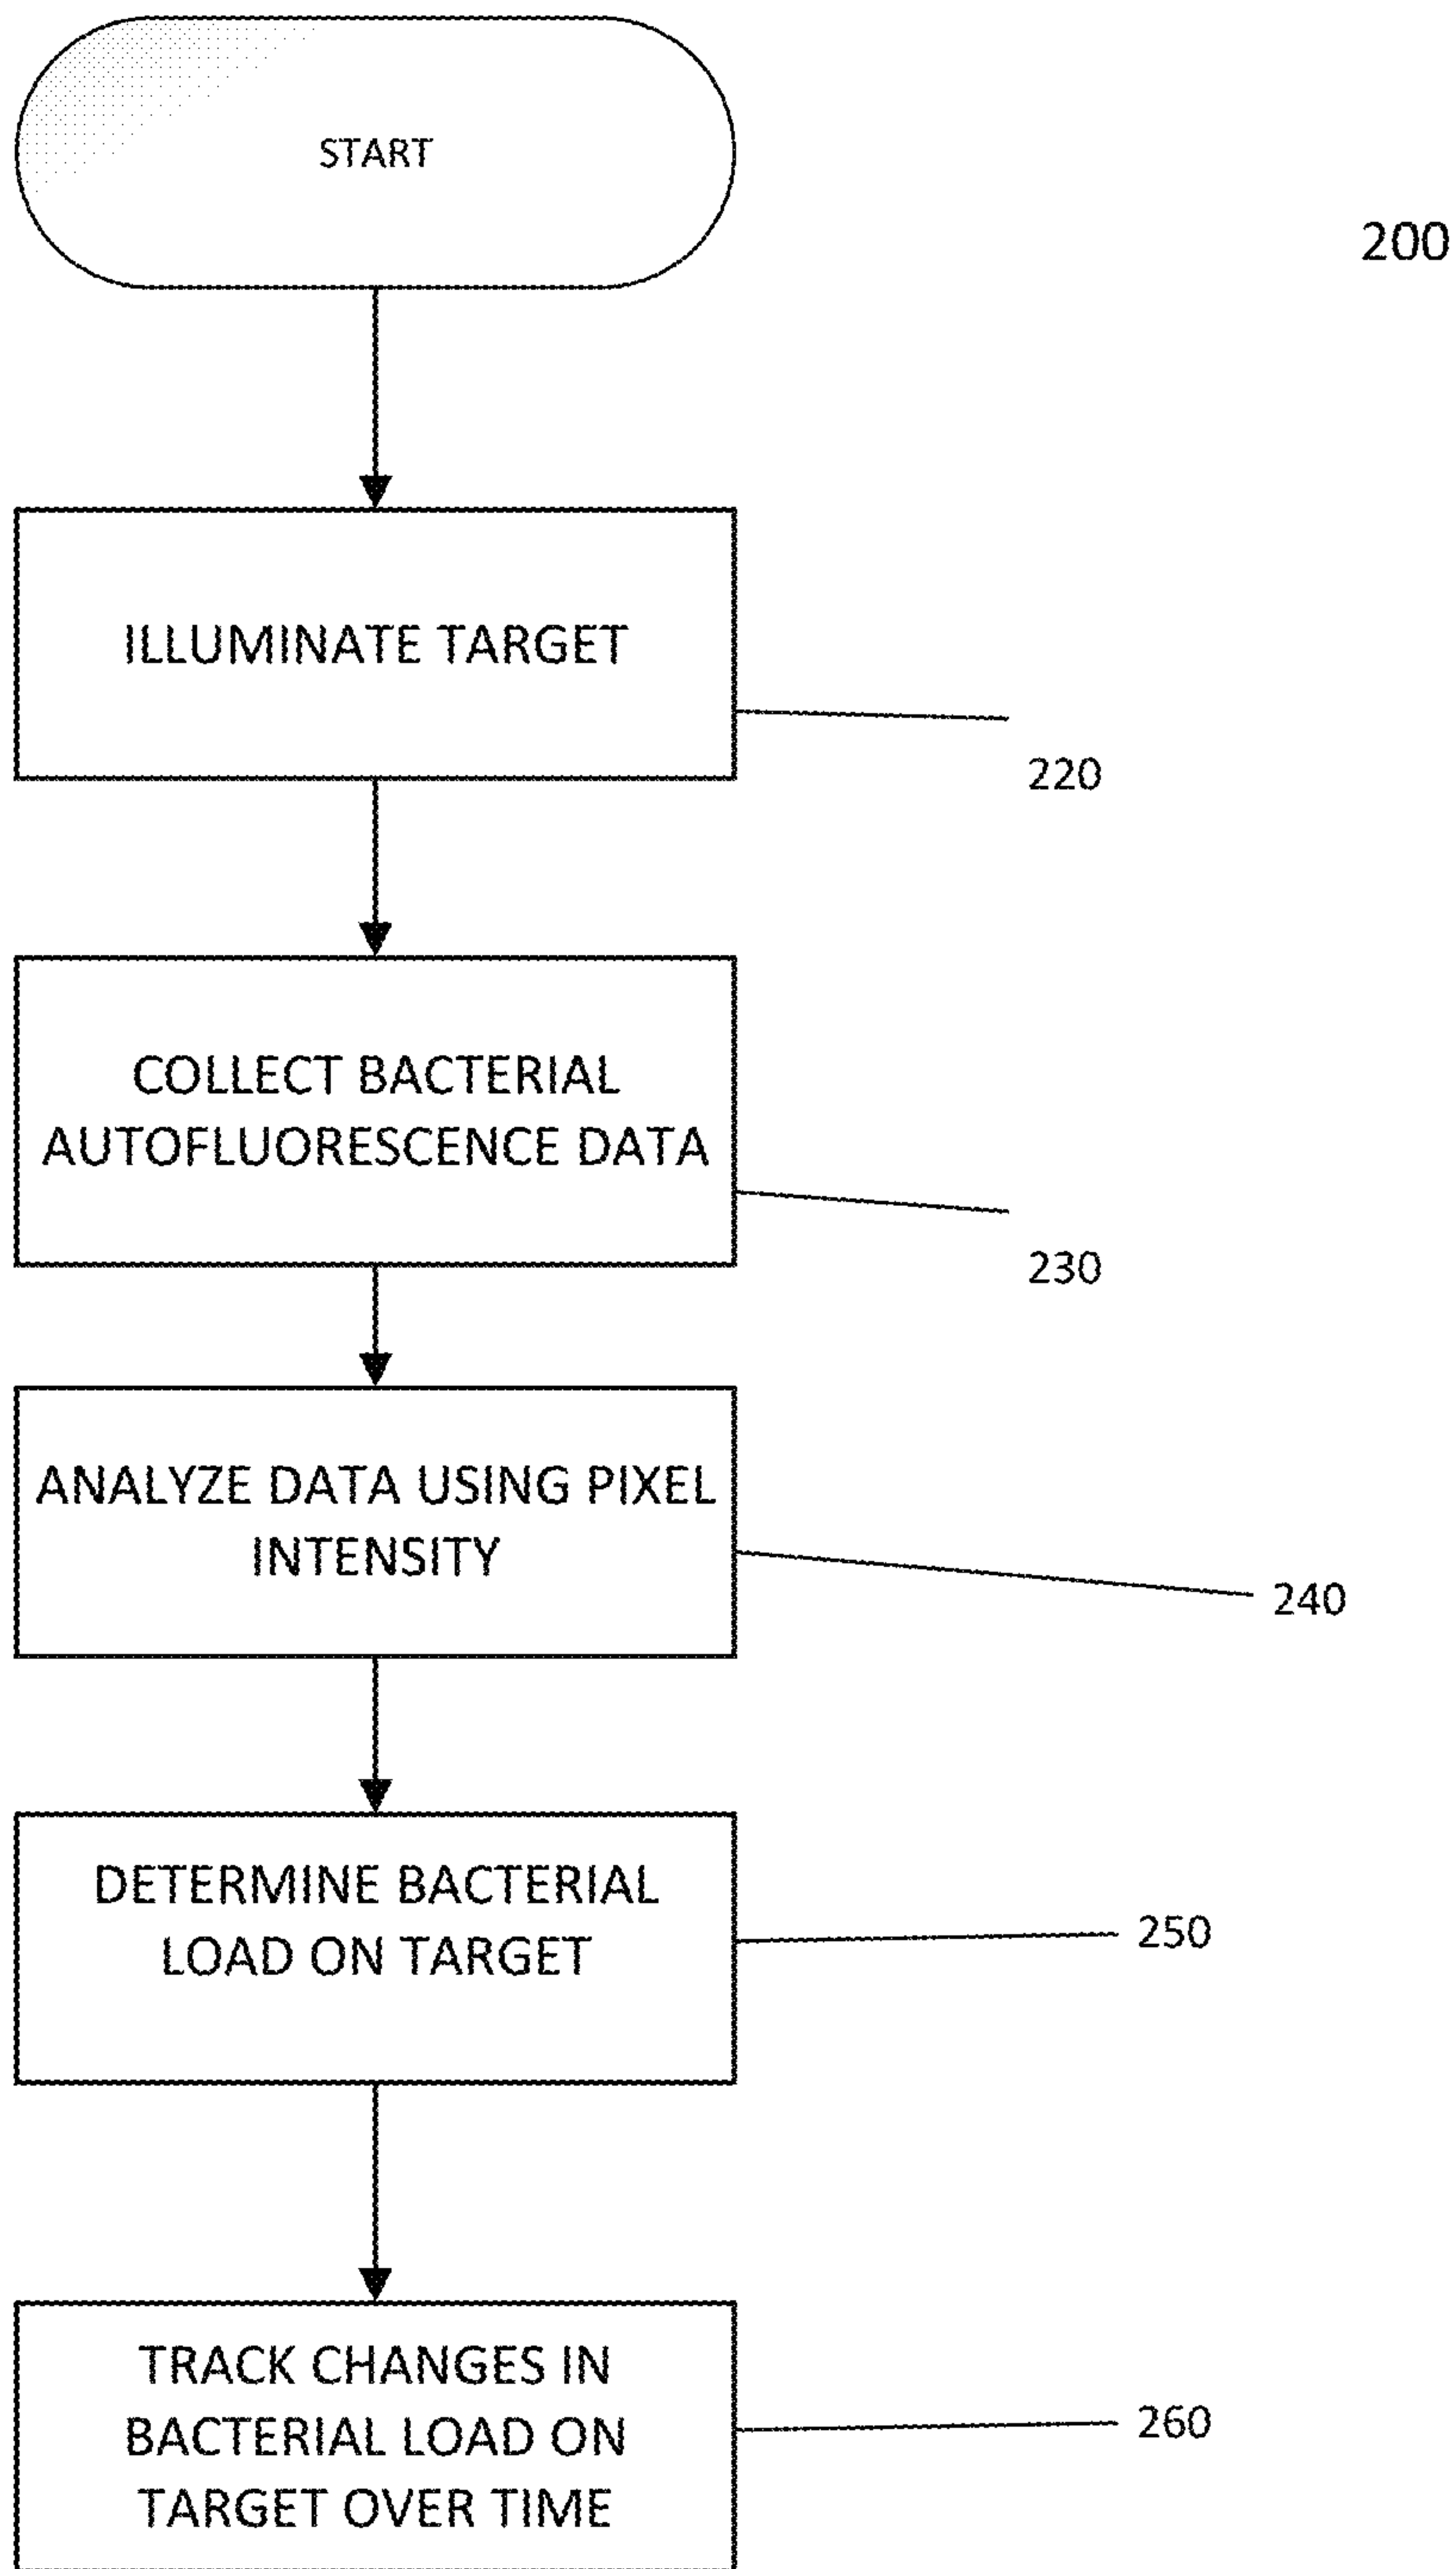 START
200
ILLUMINATE TARGET
220
COLLECT BACTERIAL
AUTOFLUORESCENCE DATA
230
ANALYZE DATA USING PIXEL
INTENSITY
240
DETERMINE BACTERIAL
LOAD ON TARGET
250
TRACK CHANGES IN
BACTERIAL LOAD ON
TARGET OVER TIME
260